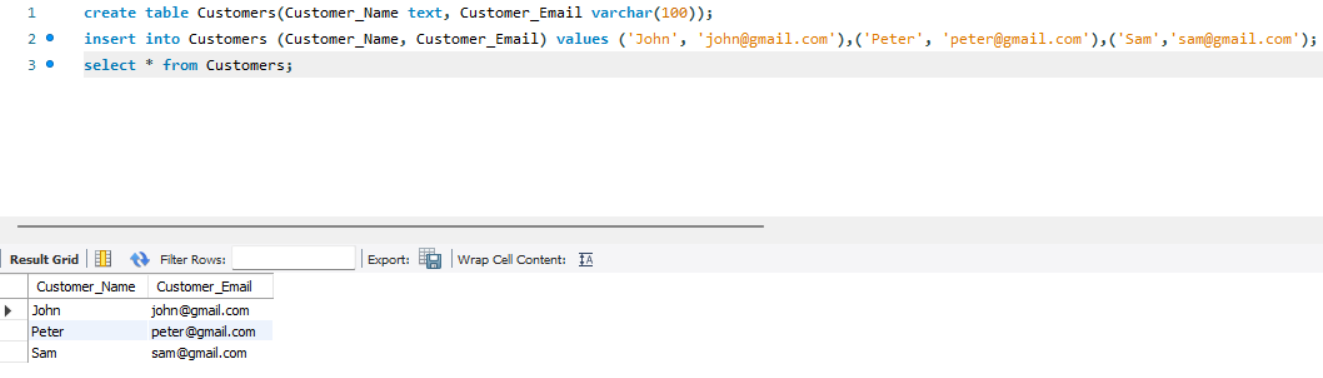 1 create table Customers(Customer_Name text, Customer_Email varchar(100));
2 insert into Customers (Customer_Name, Customer_Email) values ('John', 'john@gmail.com'),('Peter', 'peter@gmail.com'),('Sam','sam@gmail.com');
3 select * from Customers;
Result Grid Filter Rows: Export: Wrap Cell Content: IA
Customer_Name Customer_Email
John john@gmail.com
Peter peter@gmail.com
Sam sam@gmail.com